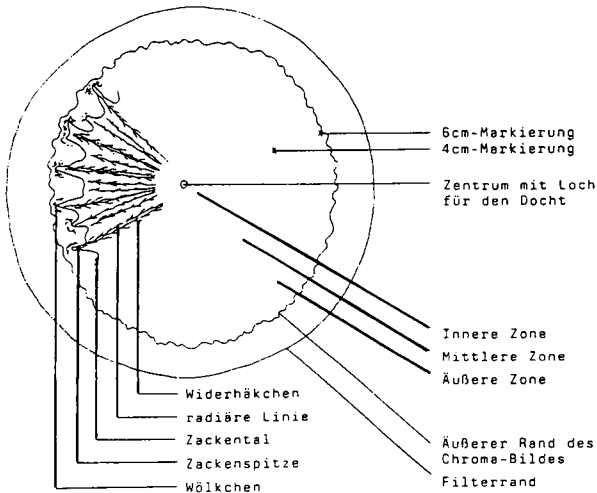 6cm-Markierung
4cm-Markierung
Zentrum mit Loch
für den Docht
Innere Zone
Mittlere Zone
Äußere Zone
Widerhäkchen
radiäre Linie
Zackental
Zackenspitze
Wölkchen
Äußerer Rand des
Chroma-Bildes
Filterrand